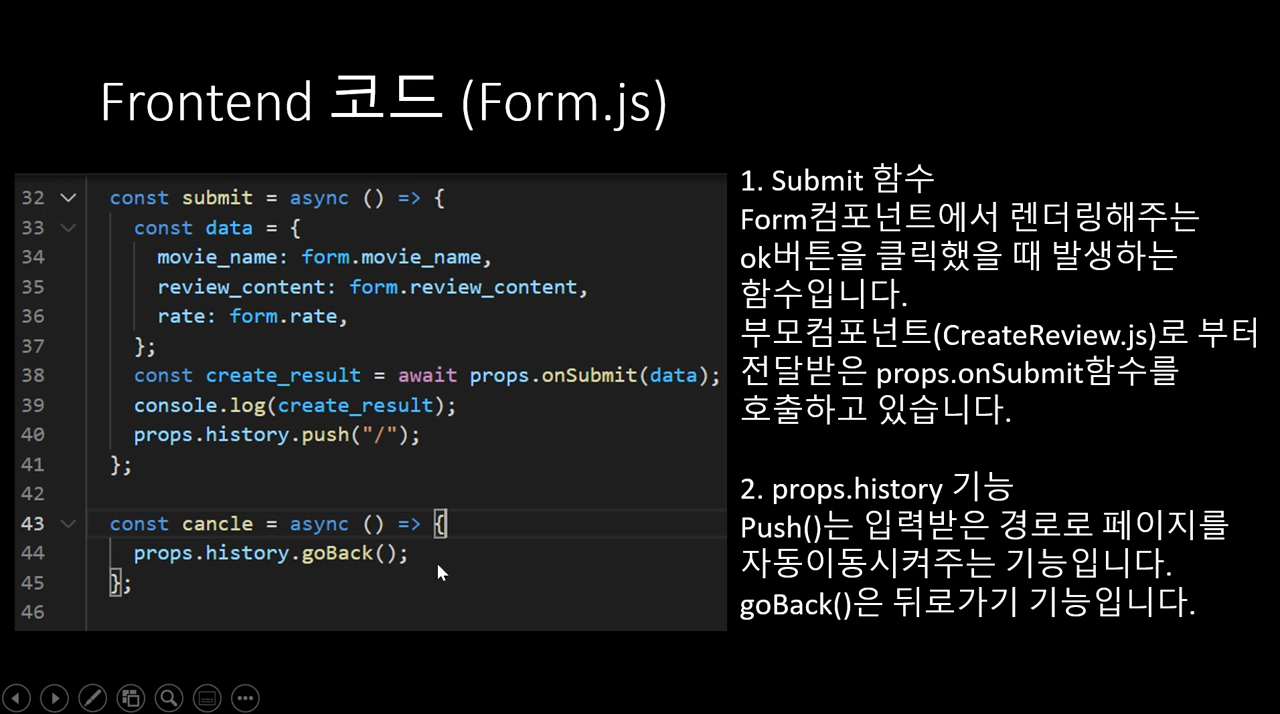 Frontend 코드 (Form.js)
32 const submit = async () => {
33 const data = {
34 movie_name: form.movie_name,
35 review_content: form.review_content,
36 rate: form.rate,
37 };
38 const create_result = await props.onSubmit(data);
39 console.log(create_result);
40 props.history.push("/");
41 };
42
43 const cancle = async () => {
44 props.history.goBack();
45 };
46
1. Submit 함수
Form컴포넌트에서 렌더링해주는
ok버튼을 클릭했을 때 발생하는
함수입니다.
부모컴포넌트(CreateReview.js)로 부터
전달받은 props.onSubmit함수를
호출하고 있습니다.
2. props.history 기능
Push()는 입력받은 경로로 페이지를
자동이동시켜주는 기능입니다.
goBack()은 뒤로가기 기능입니다.